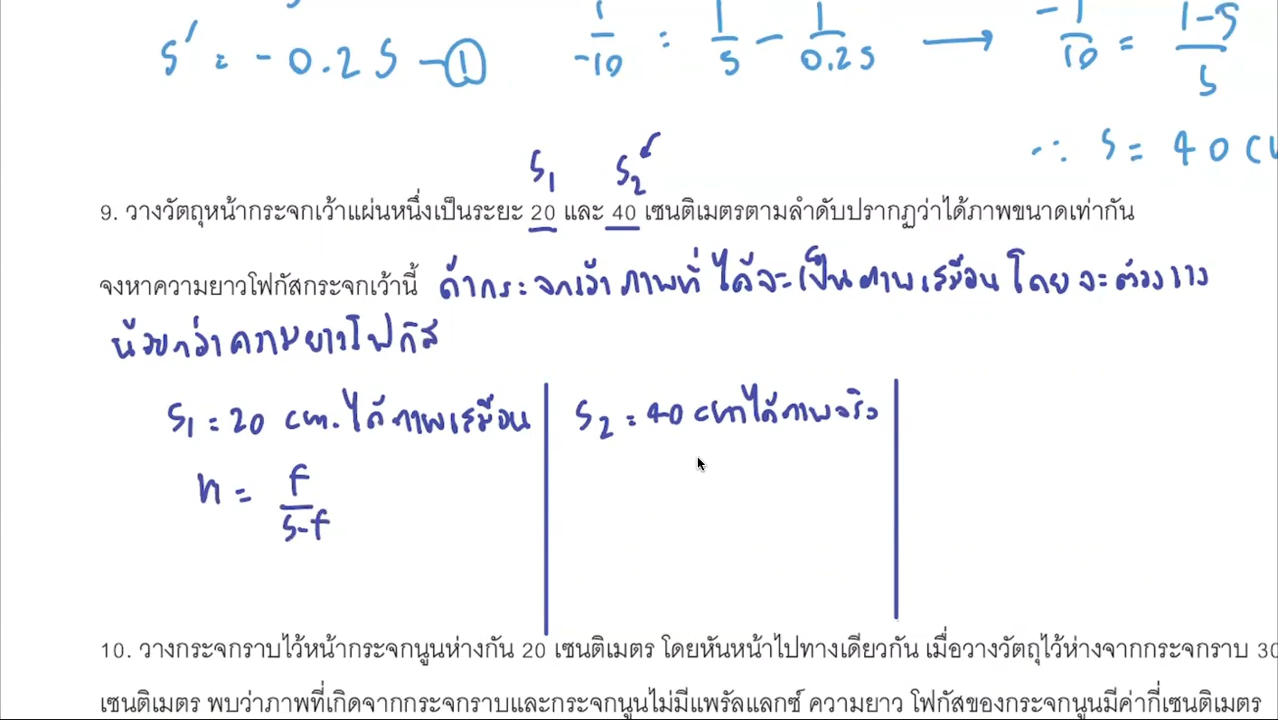 s' = -0.2 s -① 1/-10 = 1/s - 1/0.2s → -1/10 = 1-5/s
∴ s = 40 c
s₁ s₂
9. วางวัตถุหน้ากระจกเว้าแผ่นหนึ่งเป็นระยะ 20 และ 40 เซนติเมตรตามลำดับปรากฏว่าได้ภาพขนาดเท่ากัน
จงหาความยาวโฟกัสกระจกเว้านี้ ถ้ากระจกเว้า ภาพที่ได้จะเป็นภาพเสมือน โดยจะต้องวาง
น้อยกว่าความยาวโฟกัส
s₁ = 20 cm. ได้ภาพเสมือน s₂ = 40 cm ได้ภาพจริง
n = f/s-f
10. วางกระจกราบไว้หน้ากระจกนูนห่างกัน 20 เซนติเมตร โดยหันหน้าไปทางเดียวกัน เมื่อวางวัตถุไว้ห่างจากกระจกราบ 30
เซนติเมตร พบว่าภาพที่เกิดจากกระจกราบและกระจกนูนไม่มีแพรัลแลกซ์ ความยาว โฟกัสของกระจกนูนมีค่ากี่เซนติเมตร